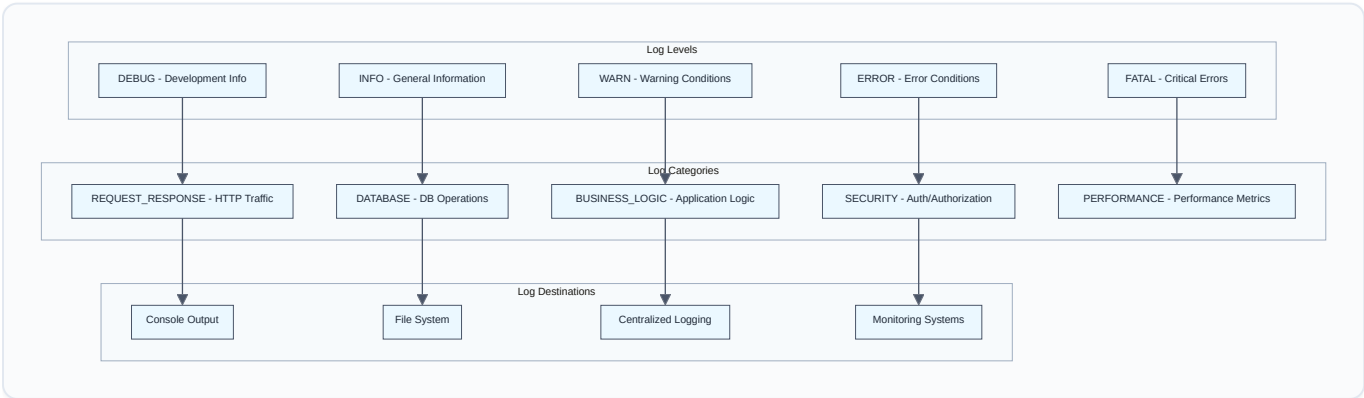 Log Levels
DEBUG - Development Info
INFO - General Information
WARN - Warning Conditions
ERROR - Error Conditions
FATAL - Critical Errors
Log Categories
REQUEST_RESPONSE - HTTP Traffic
DATABASE - DB Operations
BUSINESS_LOGIC - Application Logic
SECURITY - Auth/Authorization
PERFORMANCE - Performance Metrics
Log Destinations
Console Output
File System
Centralized Logging
Monitoring Systems